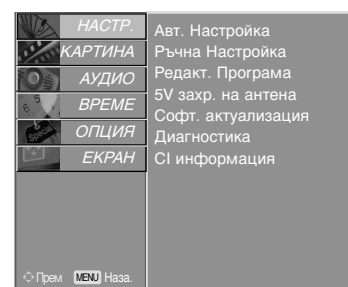 НАСТР.
КАРТИНА
АУДИО
ВРЕМЕ
ОПЦИЯ
ЕКРАН
Авт. Настройка
Ръчна Настройка
Редакт. Програма
5V захр. на антена
Софт. актуализация
Диагностика
CI информация
Прем MENU Наза.